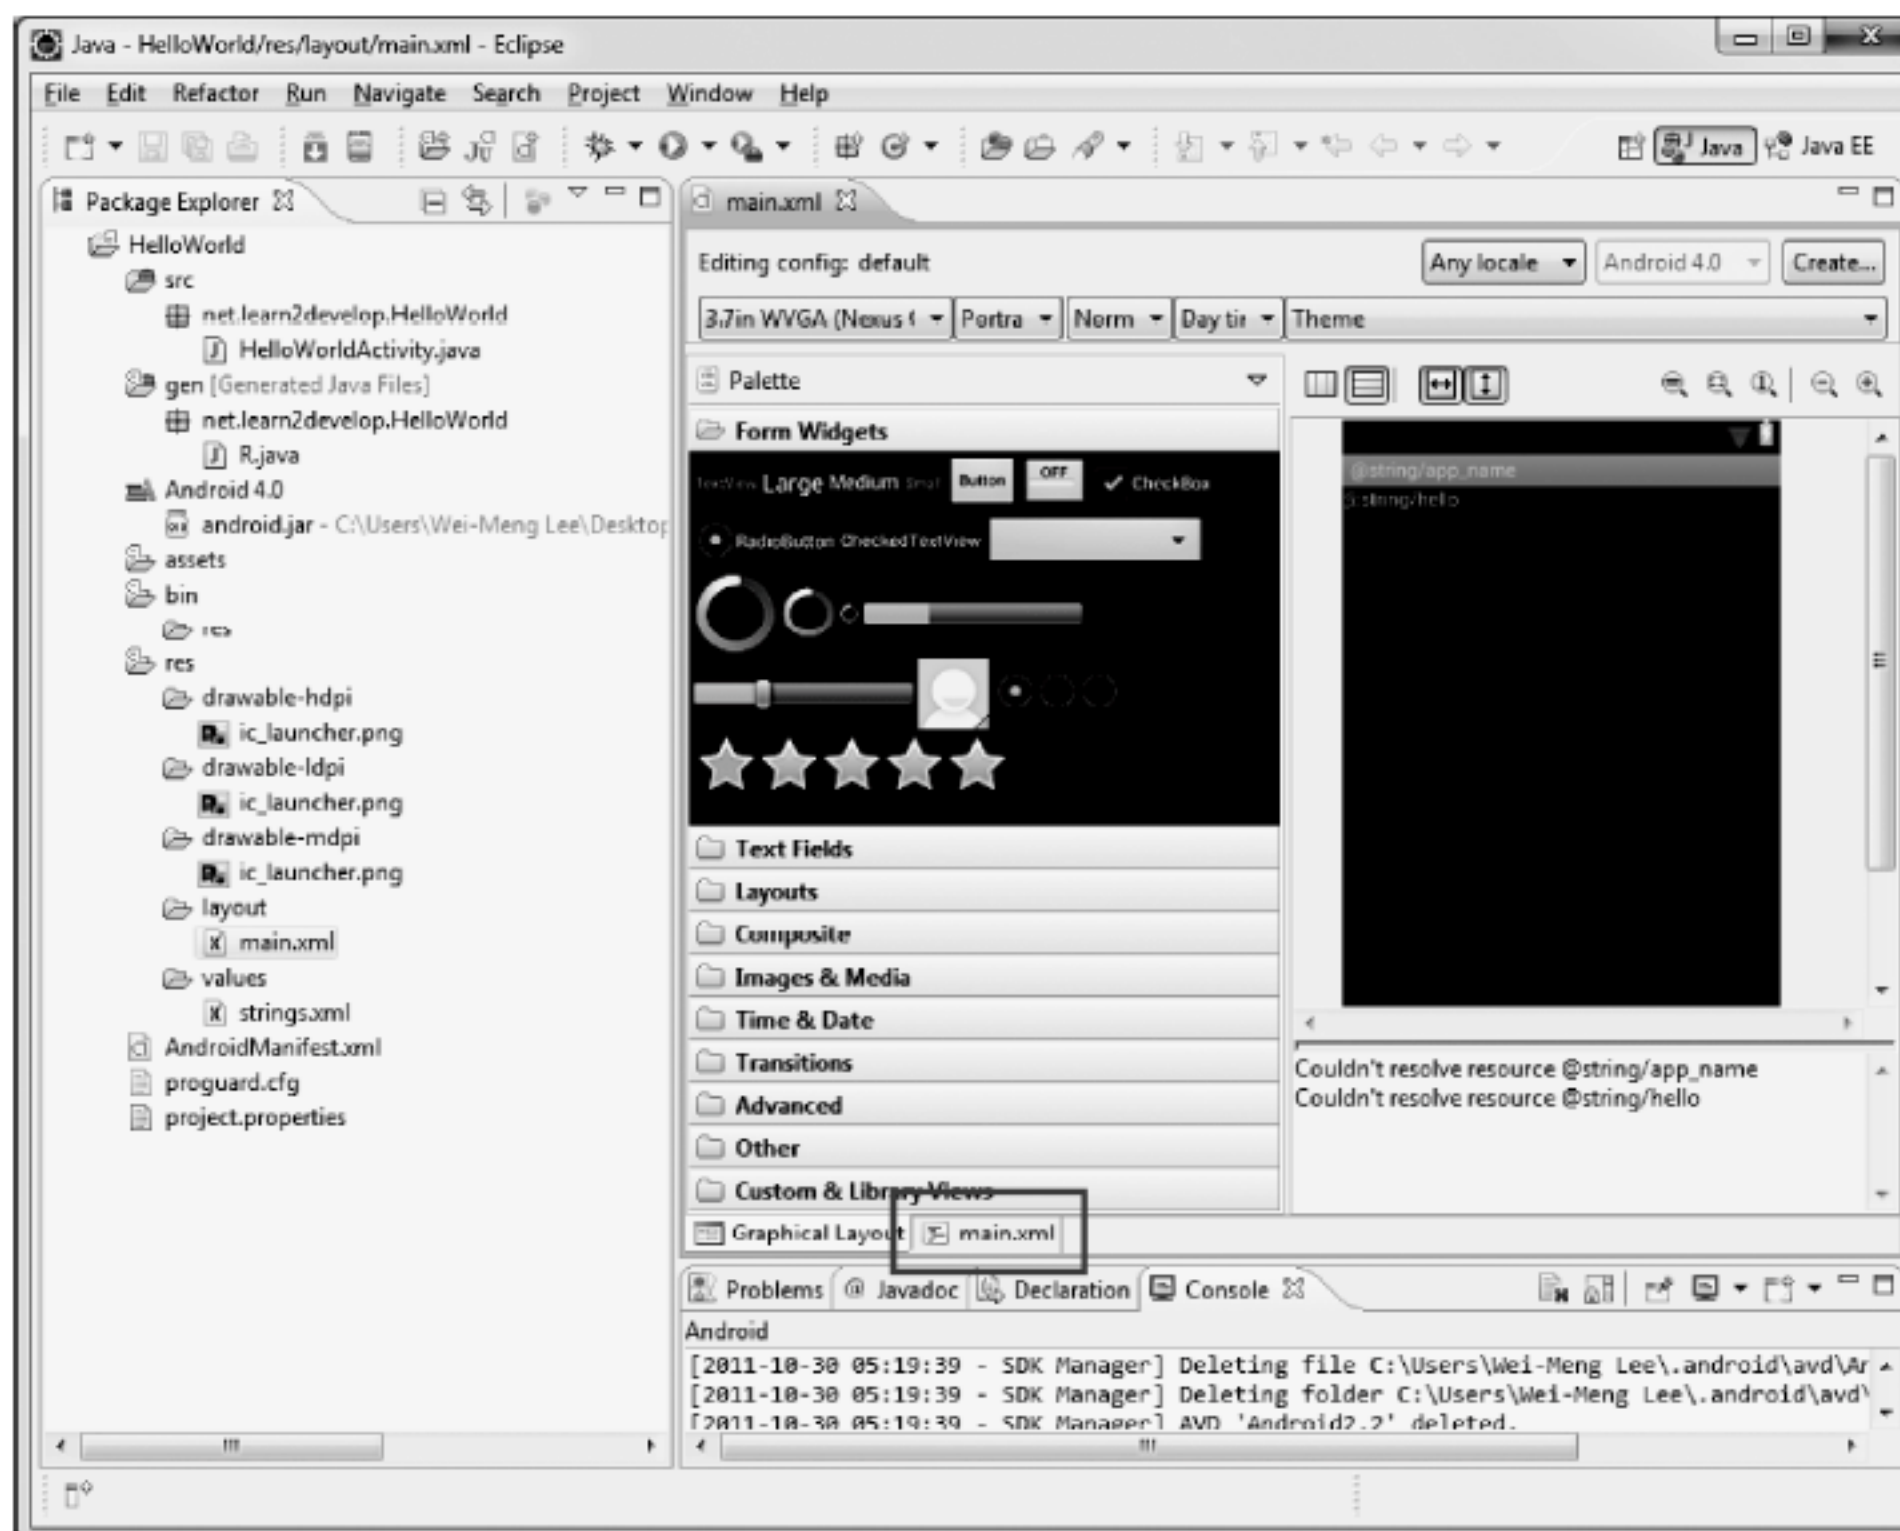 Java - HelloWorld/res/layout/main.xml - Eclipse
File Edit Refactor Run Navigate Search Project Window Help
Java Java EE
Package Explorer
HelloWorld
src
net.learn2develop.HelloWorld
HelloWorldActivity.java
gen [Generated Java Files]
net.learn2develop.HelloWorld
R.java
Android 4.0
android.jar - C:\Users\Wei-Meng Lee\Desktop
assets
bin
res
res
drawable-hdpi
ic_launcher.png
drawable-ldpi
ic_launcher.png
drawable-mdpi
ic_launcher.png
layout
main.xml
values
strings.xml
AndroidManifest.xml
proguard.cfg
project.properties
main.xml
Editing config: default
Any locale Android 4.0 Create...
3.7in WVGA (Nexus Portra Norm Day tir Theme
Palette
Form Widgets
TextView Large Medium Small Button OFF CheckBox
RadioButton CheckedTextView
Text Fields
Layouts
Composite
Images & Media
Time & Date
Transitions
Advanced
Other
Custom & Library Views
@string/app_name
string/hello
Couldn't resolve resource @string/app_name
Couldn't resolve resource @string/hello
Graphical Layout main.xml
Problems @ Javadoc Declaration Console
Android
[2011-10-30 05:19:39 - SDK Manager] Deleting file C:\Users\Wei-Meng Lee\.android\avd\Ar
[2011-10-30 05:19:39 - SDK Manager] Deleting folder C:\Users\Wei-Meng Lee\.android\avd\
[2011-10-30 05:19:39 - SDK Manager] AVD 'Android2.2' deleted.